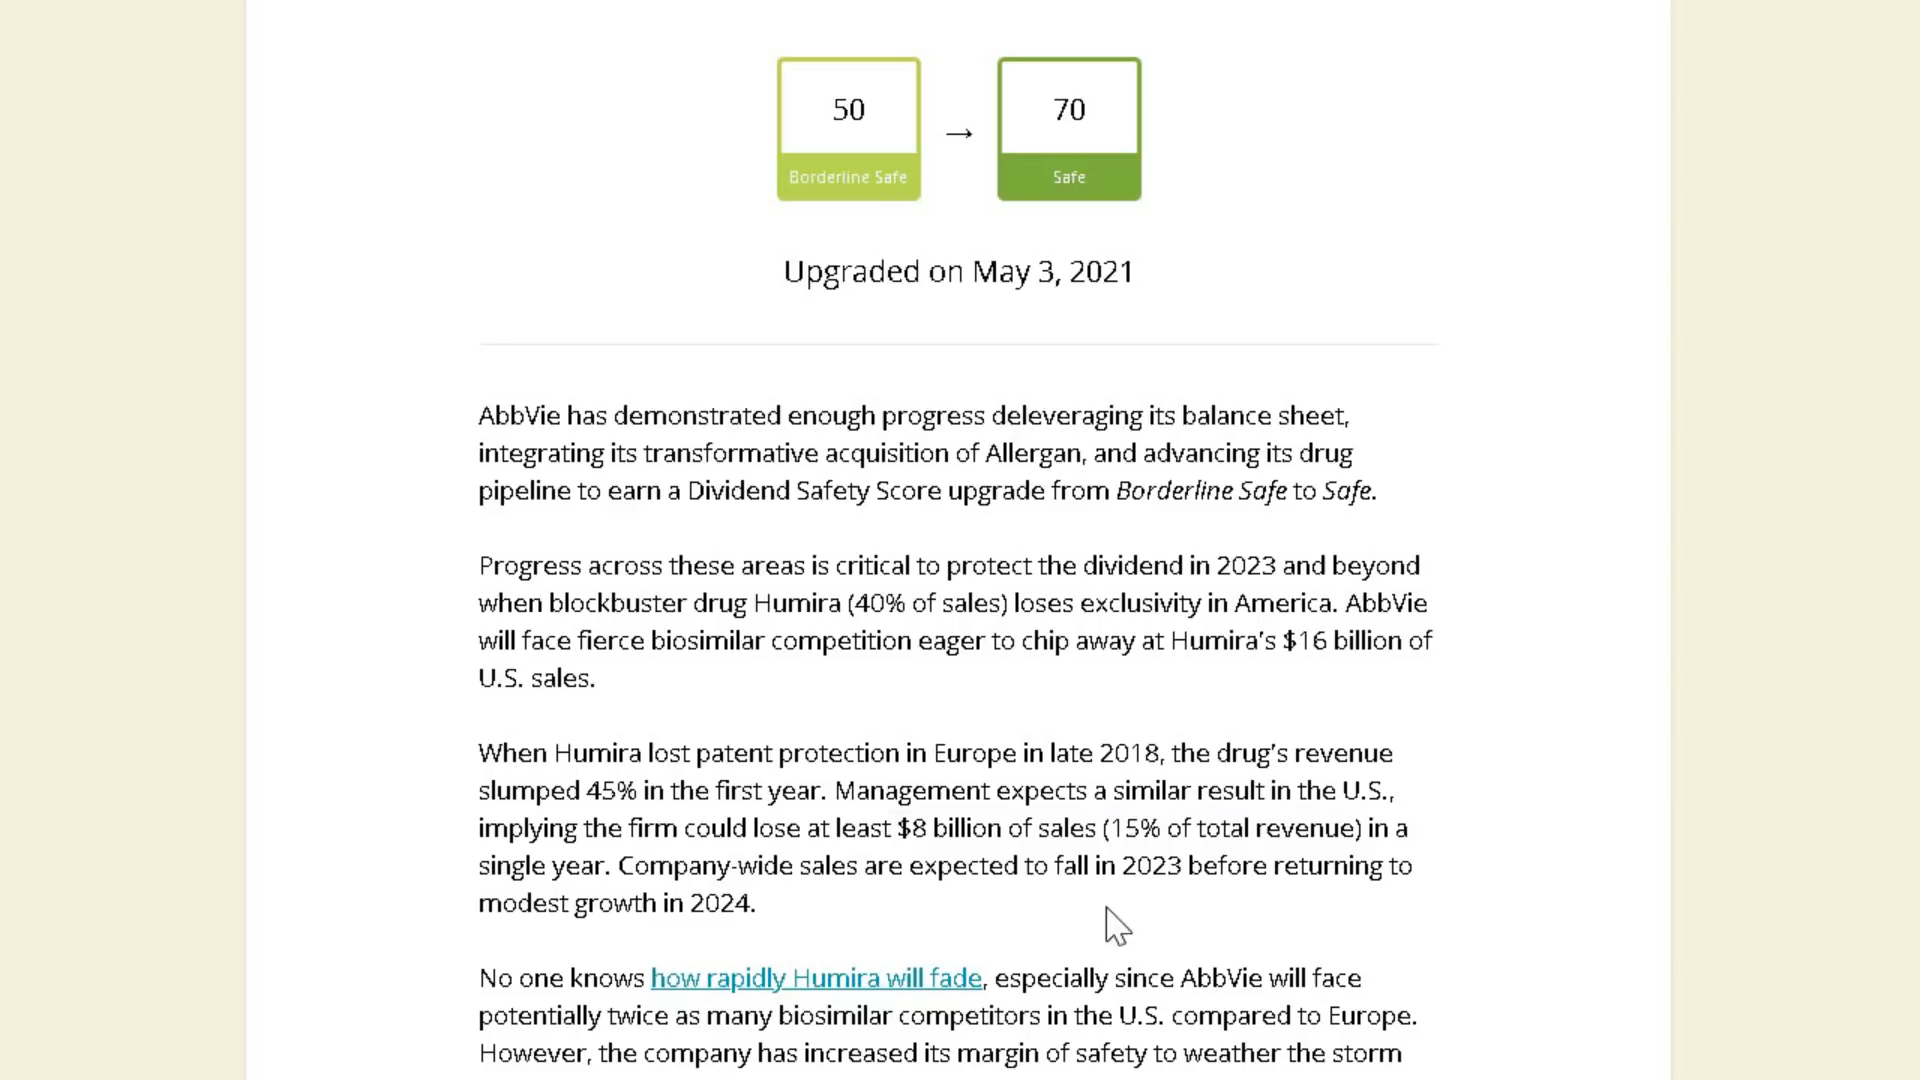 50
→
70
Borderline Safe
Safe
Upgraded on May 3, 2021
AbbVie has demonstrated enough progress deleveraging its balance sheet,
integrating its transformative acquisition of Allergan, and advancing its drug
pipeline to earn a Dividend Safety Score upgrade from Borderline Safe to Safe.
Progress across these areas is critical to protect the dividend in 2023 and beyond
when blockbuster drug Humira (40% of sales) loses exclusivity in America. AbbVie
will face fierce biosimilar competition eager to chip away at Humira’s $16 billion of
U.S. sales.
When Humira lost patent protection in Europe in late 2018, the drug’s revenue
slumped 45% in the first year. Management expects a similar result in the U.S.,
implying the firm could lose at least $8 billion of sales (15% of total revenue) in a
single year. Company-wide sales are expected to fall in 2023 before returning to
modest growth in 2024.
No one knows how rapidly Humira will fade, especially since AbbVie will face
potentially twice as many biosimilar competitors in the U.S. compared to Europe.
However, the company has increased its margin of safety to weather the storm